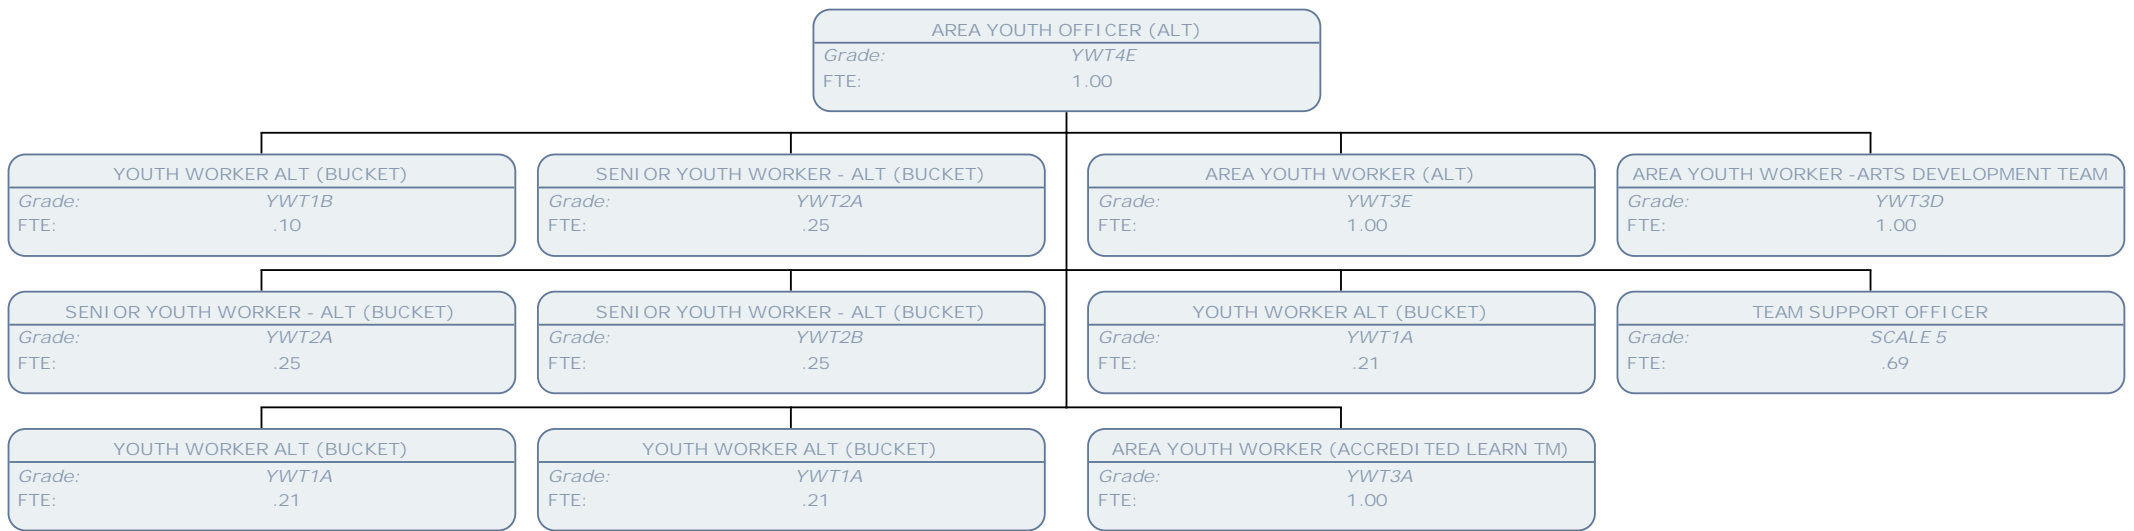 AREA YOUTH OFFICER (ALT)
Grade: YWT4E
FTE: 1.00
YOUTH WORKER ALT (BUCKET)
Grade: YWT1B
FTE: .10
SENIOR YOUTH WORKER - ALT (BUCKET)
Grade: YWT2A
FTE: .25
AREA YOUTH WORKER (ALT)
Grade: YWT3E
FTE: 1.00
AREA YOUTH WORKER -ARTS DEVELOPMENT TEAM
Grade: YWT3D
FTE: 1.00
SENIOR YOUTH WORKER - ALT (BUCKET)
Grade: YWT2A
FTE: .25
SENIOR YOUTH WORKER - ALT (BUCKET)
Grade: YWT2B
FTE: .25
YOUTH WORKER ALT (BUCKET)
Grade: YWT1A
FTE: .21
TEAM SUPPORT OFFICER
Grade: SCALE 5
FTE: .69
YOUTH WORKER ALT (BUCKET)
Grade: YWT1A
FTE: .21
YOUTH WORKER ALT (BUCKET)
Grade: YWT1A
FTE: .21
AREA YOUTH WORKER (ACCREDITED LEARN TM)
Grade: YWT3A
FTE: 1.00